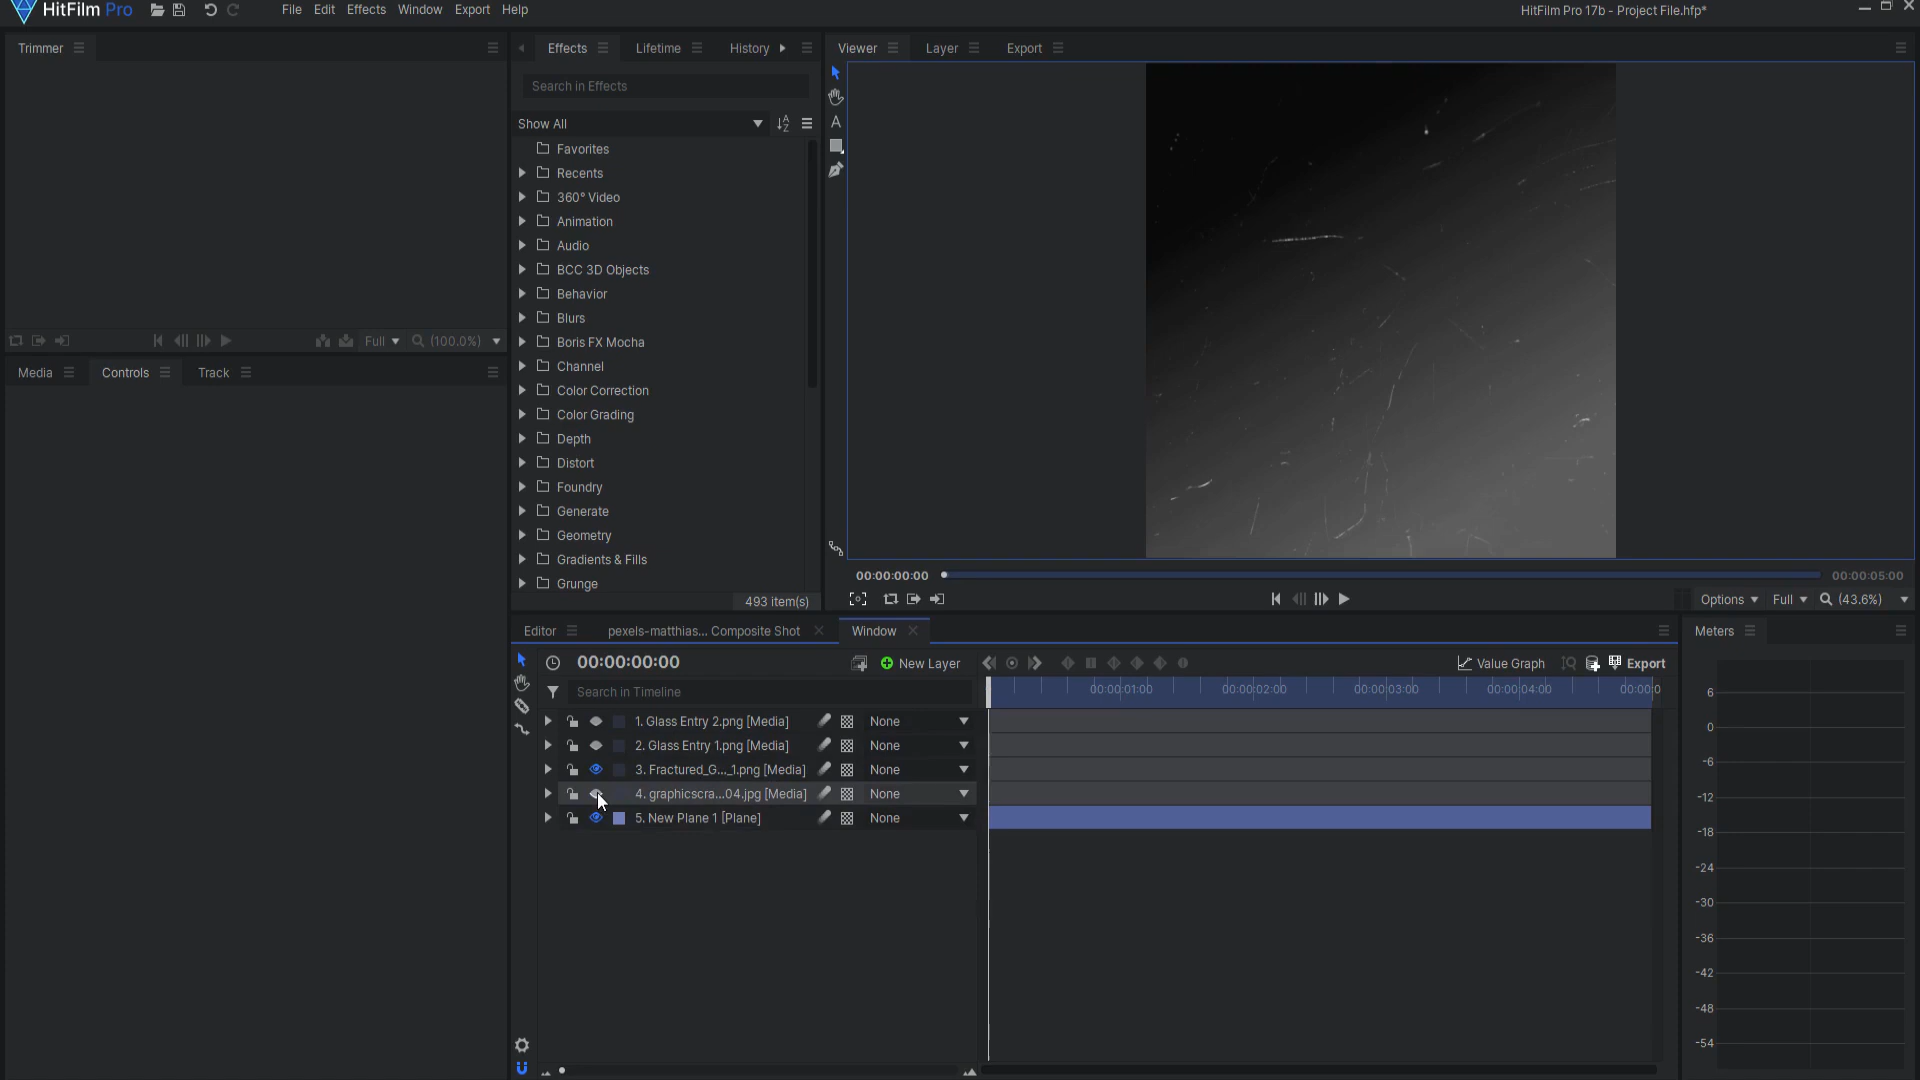 HitFilm Pro
File Edit Effects Window Export Help
HitFilm Pro 17b - Project File.hfp*
Trimmer
Full (100.0%)
Media Controls Track
Effects Lifetime History
Search in Effects
Show All
Favorites
Recents
360° Video
Animation
Audio
BCC 3D Objects
Behavior
Blurs
Boris FX Mocha
Channel
Color Correction
Color Grading
Depth
Distort
Foundry
Generate
Geometry
Gradients & Fills
Grunge
493 item(s)
Viewer Layer Export
00:00:00:00
00:00:05:00
Options Full (43.6%)
Editor pexels-matthias... Composite Shot Window
00:00:00:00
New Layer
Value Graph
Export
Search in Timeline
00:00:01:00 00:00:02:00 00:00:03:00 00:00:04:00 00:00:0
1. Glass Entry 2.png [Media] None
2. Glass Entry 1.png [Media] None
3. Fractured_G..._1.png [Media] None
4. graphicscra...04.jpg [Media] None
5. New Plane 1 [Plane] None
Meters
6
0
-6
-12
-18
-24
-30
-36
-42
-48
-54